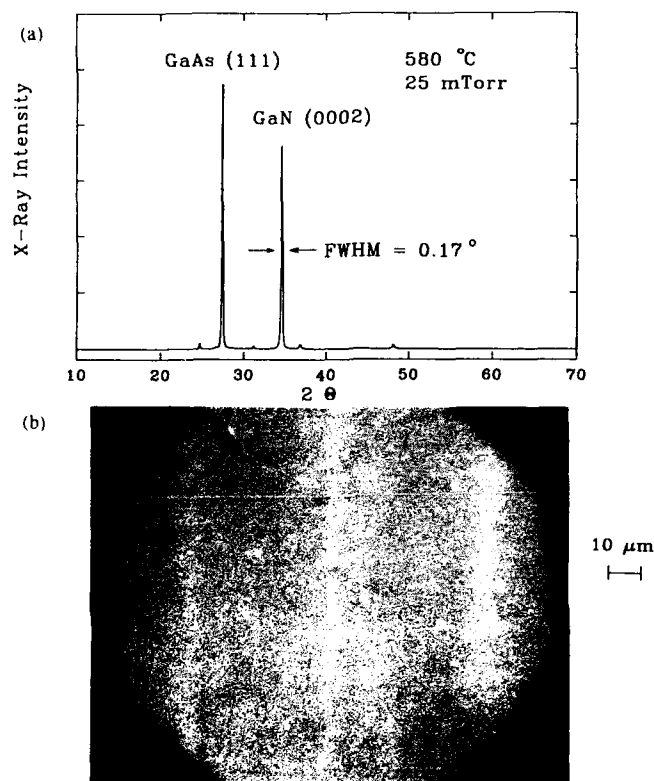 (a)
GaAs (111)
580 °C
25 mTorr
GaN (0002)
X-Ray Intensity
FWHM = 0.17°
10 20 30 40 50 60 70
2 Θ
(b)
10 μm